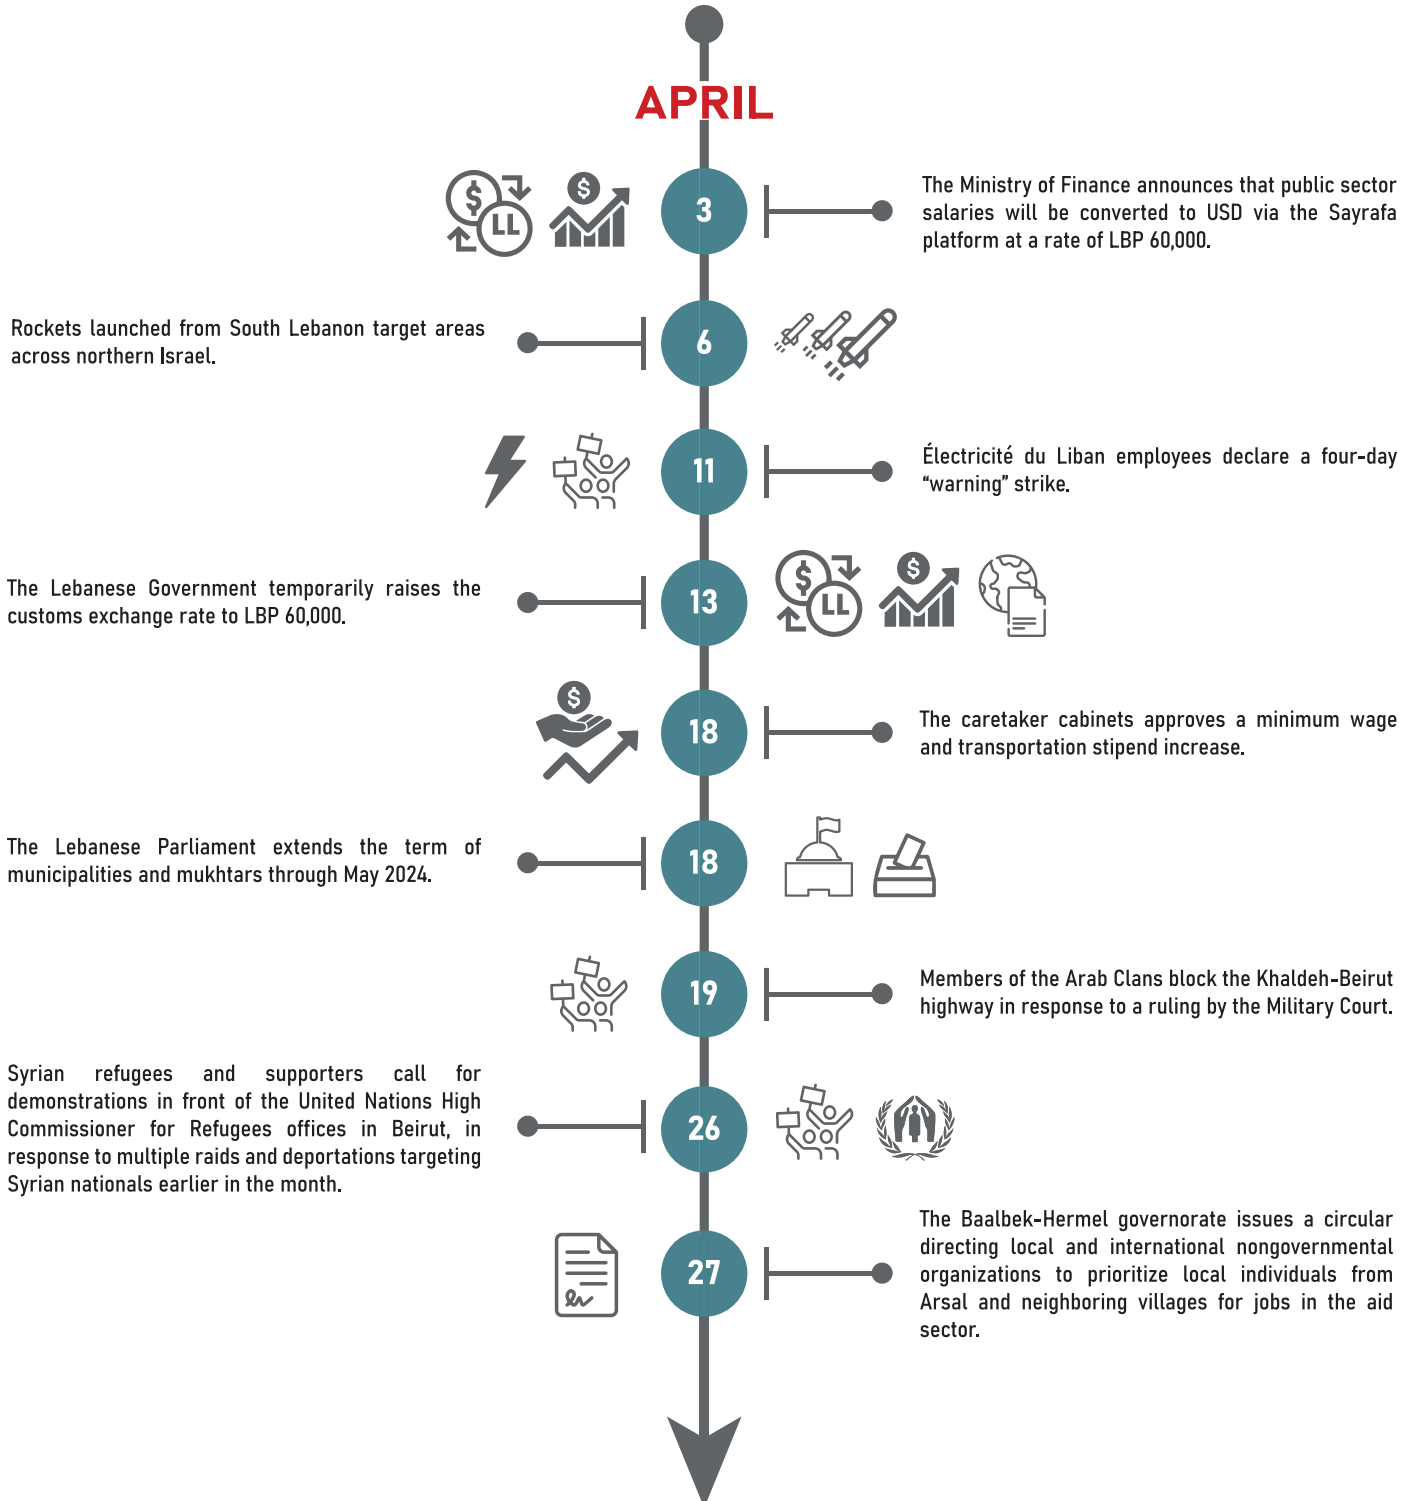 APRIL
$
LL
$
3
The Ministry of Finance announces that public sector
salaries will be converted to USD via the Sayrafa
platform at a rate of LBP 60,000.
Rockets launched from South Lebanon target areas
across northern Israel.
6
11
Électricité du Liban employees declare a four-day
“warning” strike.
The Lebanese Government temporarily raises the
customs exchange rate to LBP 60,000.
13
$
LL
$
$
18
The caretaker cabinets approves a minimum wage
and transportation stipend increase.
The Lebanese Parliament extends the term of
municipalities and mukhtars through May 2024.
18
19
Members of the Arab Clans block the Khaldeh-Beirut
highway in response to a ruling by the Military Court.
Syrian refugees and supporters call for
demonstrations in front of the United Nations High
Commissioner for Refugees offices in Beirut, in
response to multiple raids and deportations targeting
Syrian nationals earlier in the month.
26
27
The Baalbek-Hermel governorate issues a circular
directing local and international nongovernmental
organizations to prioritize local individuals from
Arsal and neighboring villages for jobs in the aid
sector.